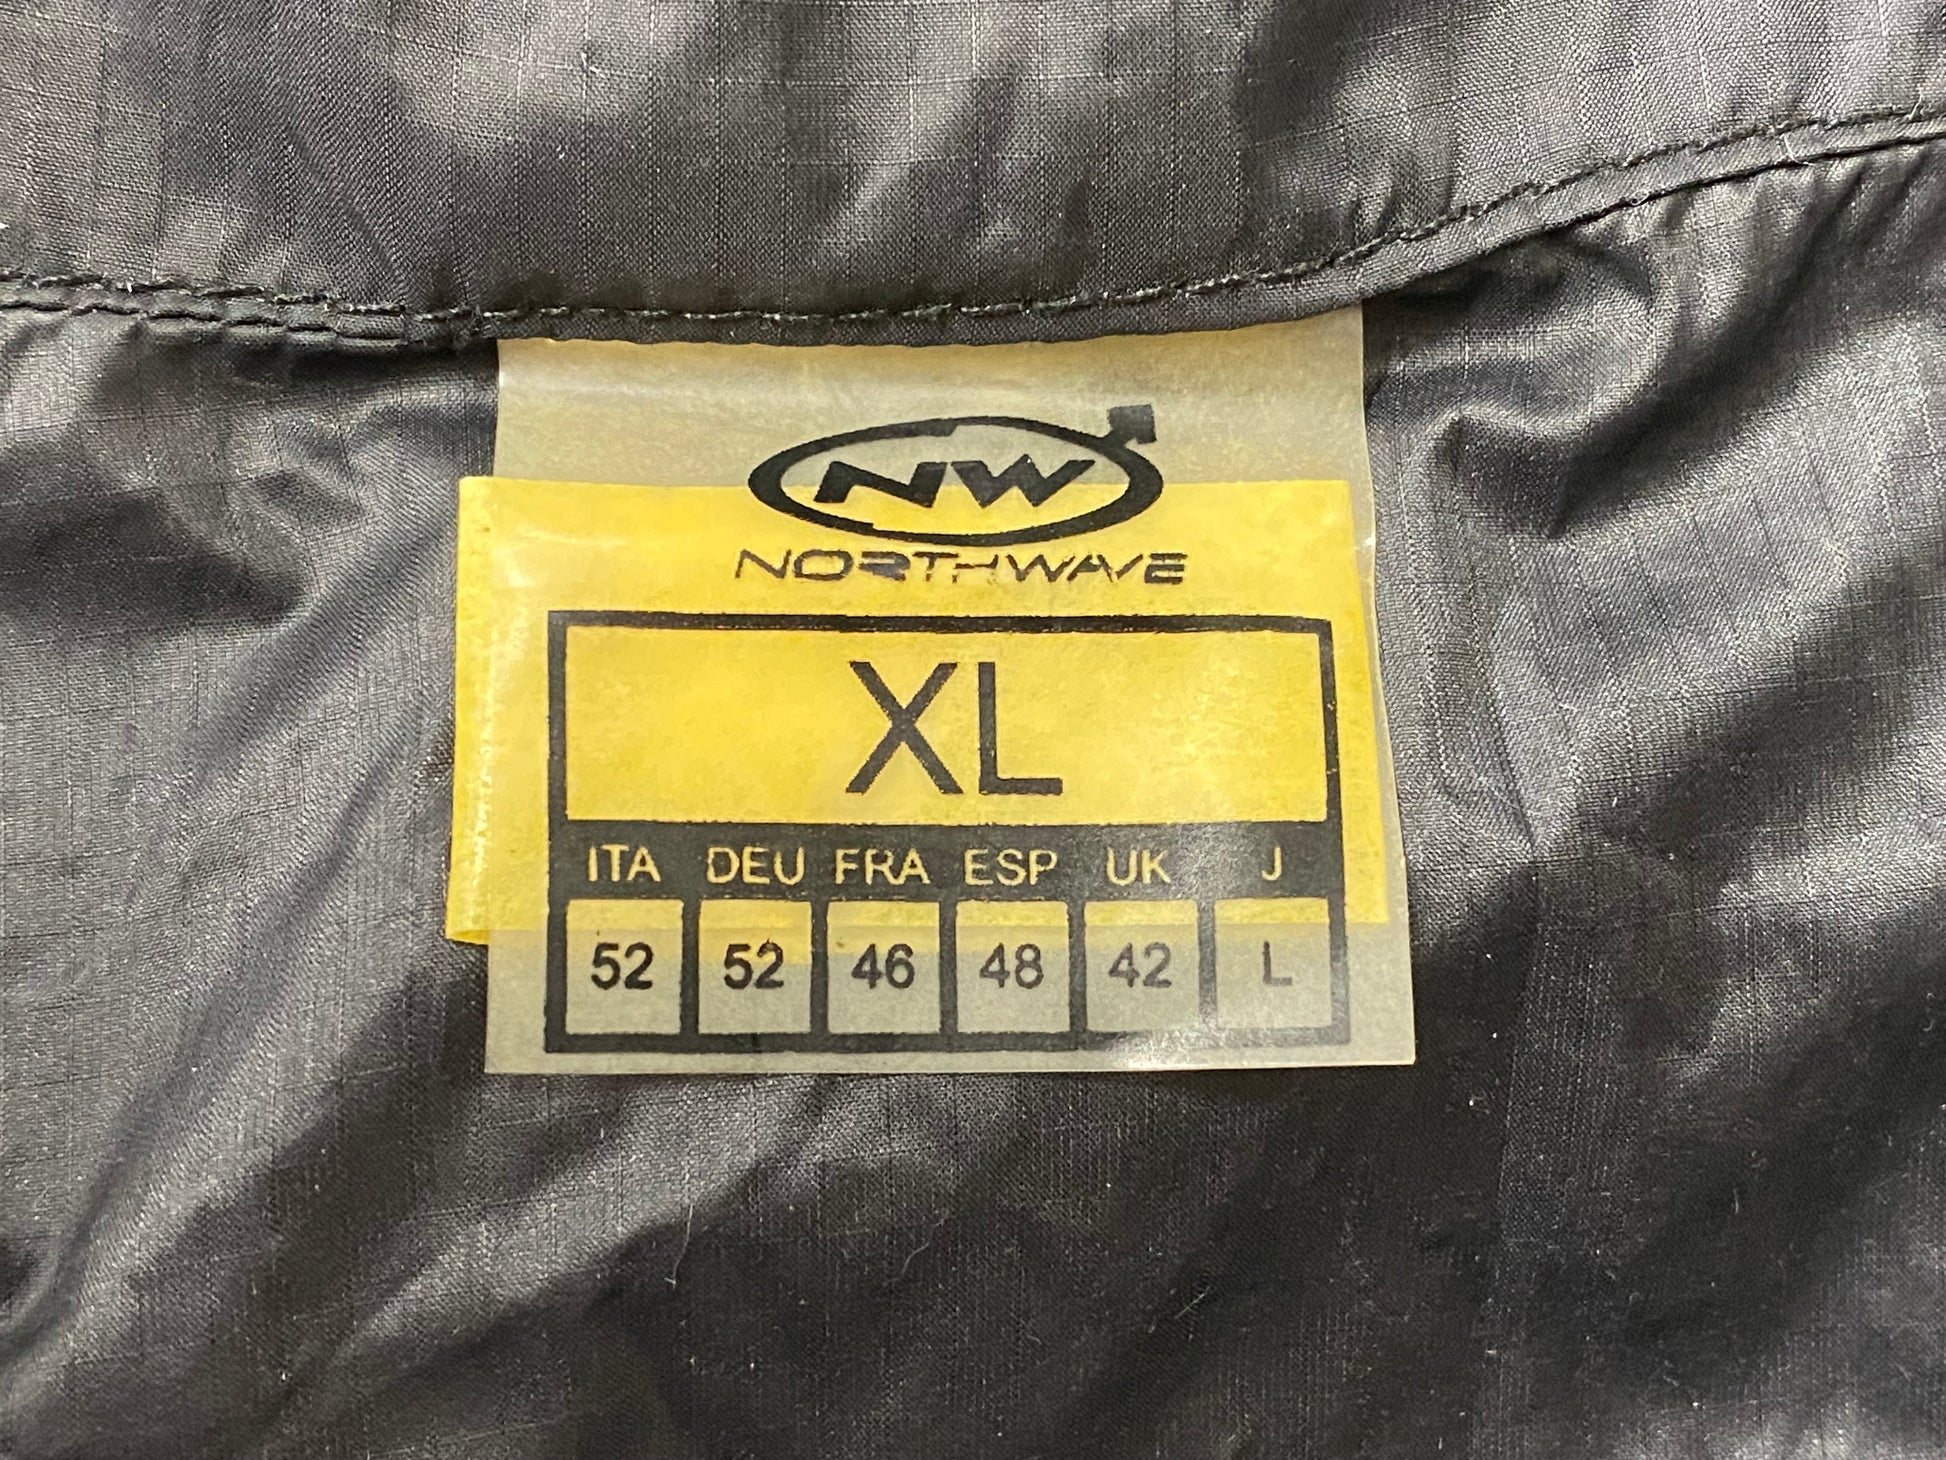 NW
NORTHWAVE
XL
ITA DEU FRA ESP UK J
52 52 46 48 42 L